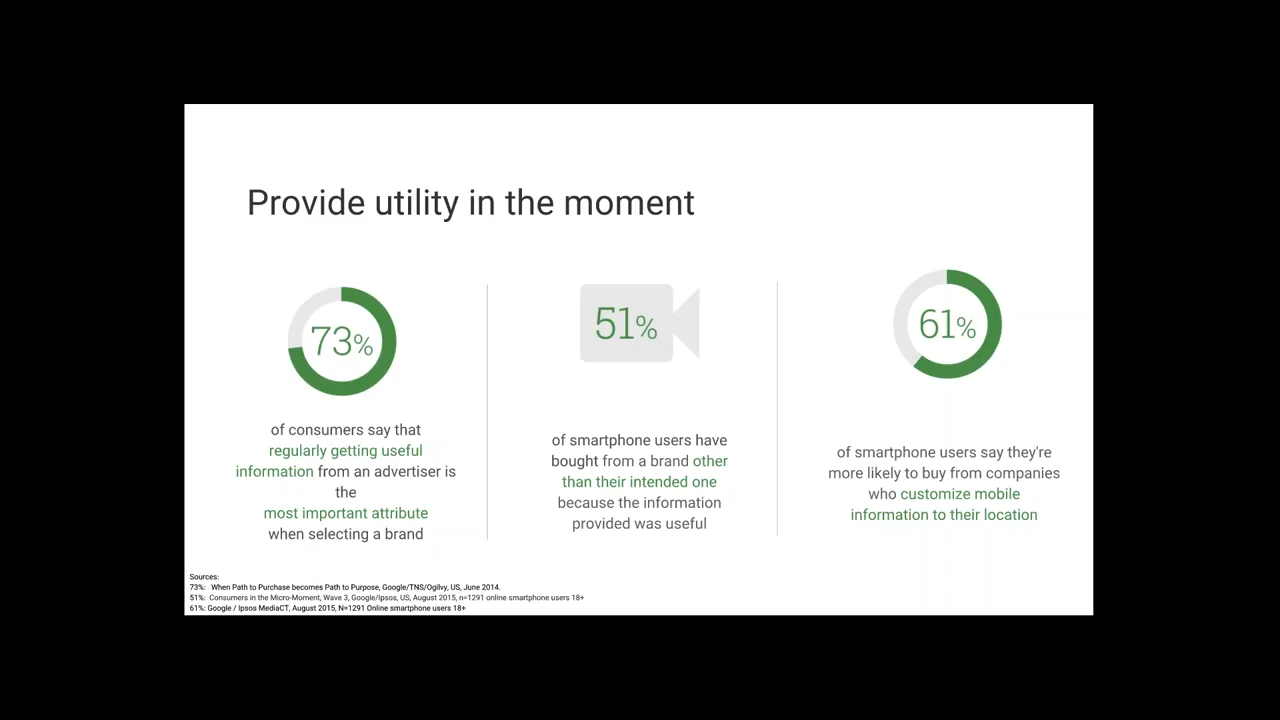 Provide utility in the moment
73%
of consumers say that
regularly getting useful
information from an advertiser is
the
most important attribute
when selecting a brand
51%
of smartphone users have
bought from a brand other
than their intended one
because the information
provided was useful
61%
of smartphone users say they're
more likely to buy from companies
who customize mobile
information to their location
Sources:
73%: When Path to Purchase becomes Path to Purpose, Google/TNS/Ogilvy, US, June 2014.
51%: Consumers in the Micro-Moment, Wave 3, Google/Ipsos, US, August 2015, n=1291 online smartphone users 18+
61%: Google / Ipsos MediaCT, August 2015, N=1291 Online smartphone users 18+